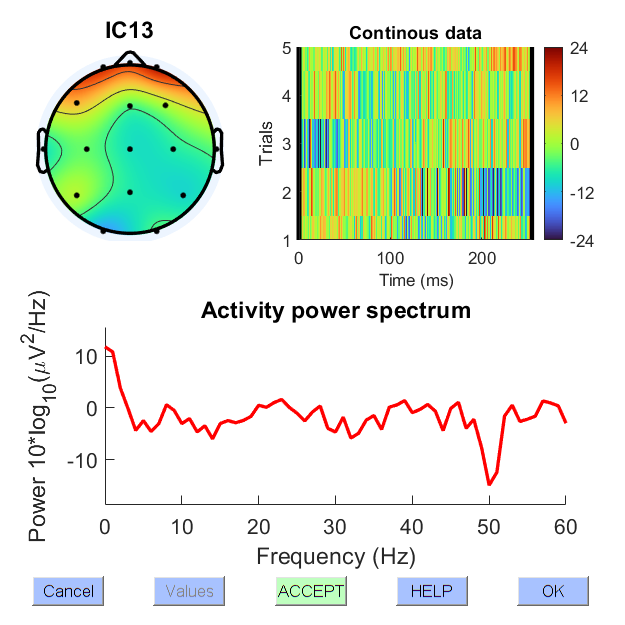 IC13
Continous data
Trials
5
4
3
2
1
0
100
200
Time (ms)
24
12
0
-12
-24
Activity power spectrum
Power 10*log10(μV2/Hz)
10
0
-10
0
10
20
30
40
50
60
Frequency (Hz)
Cancel
Values
ACCEPT
HELP
OK